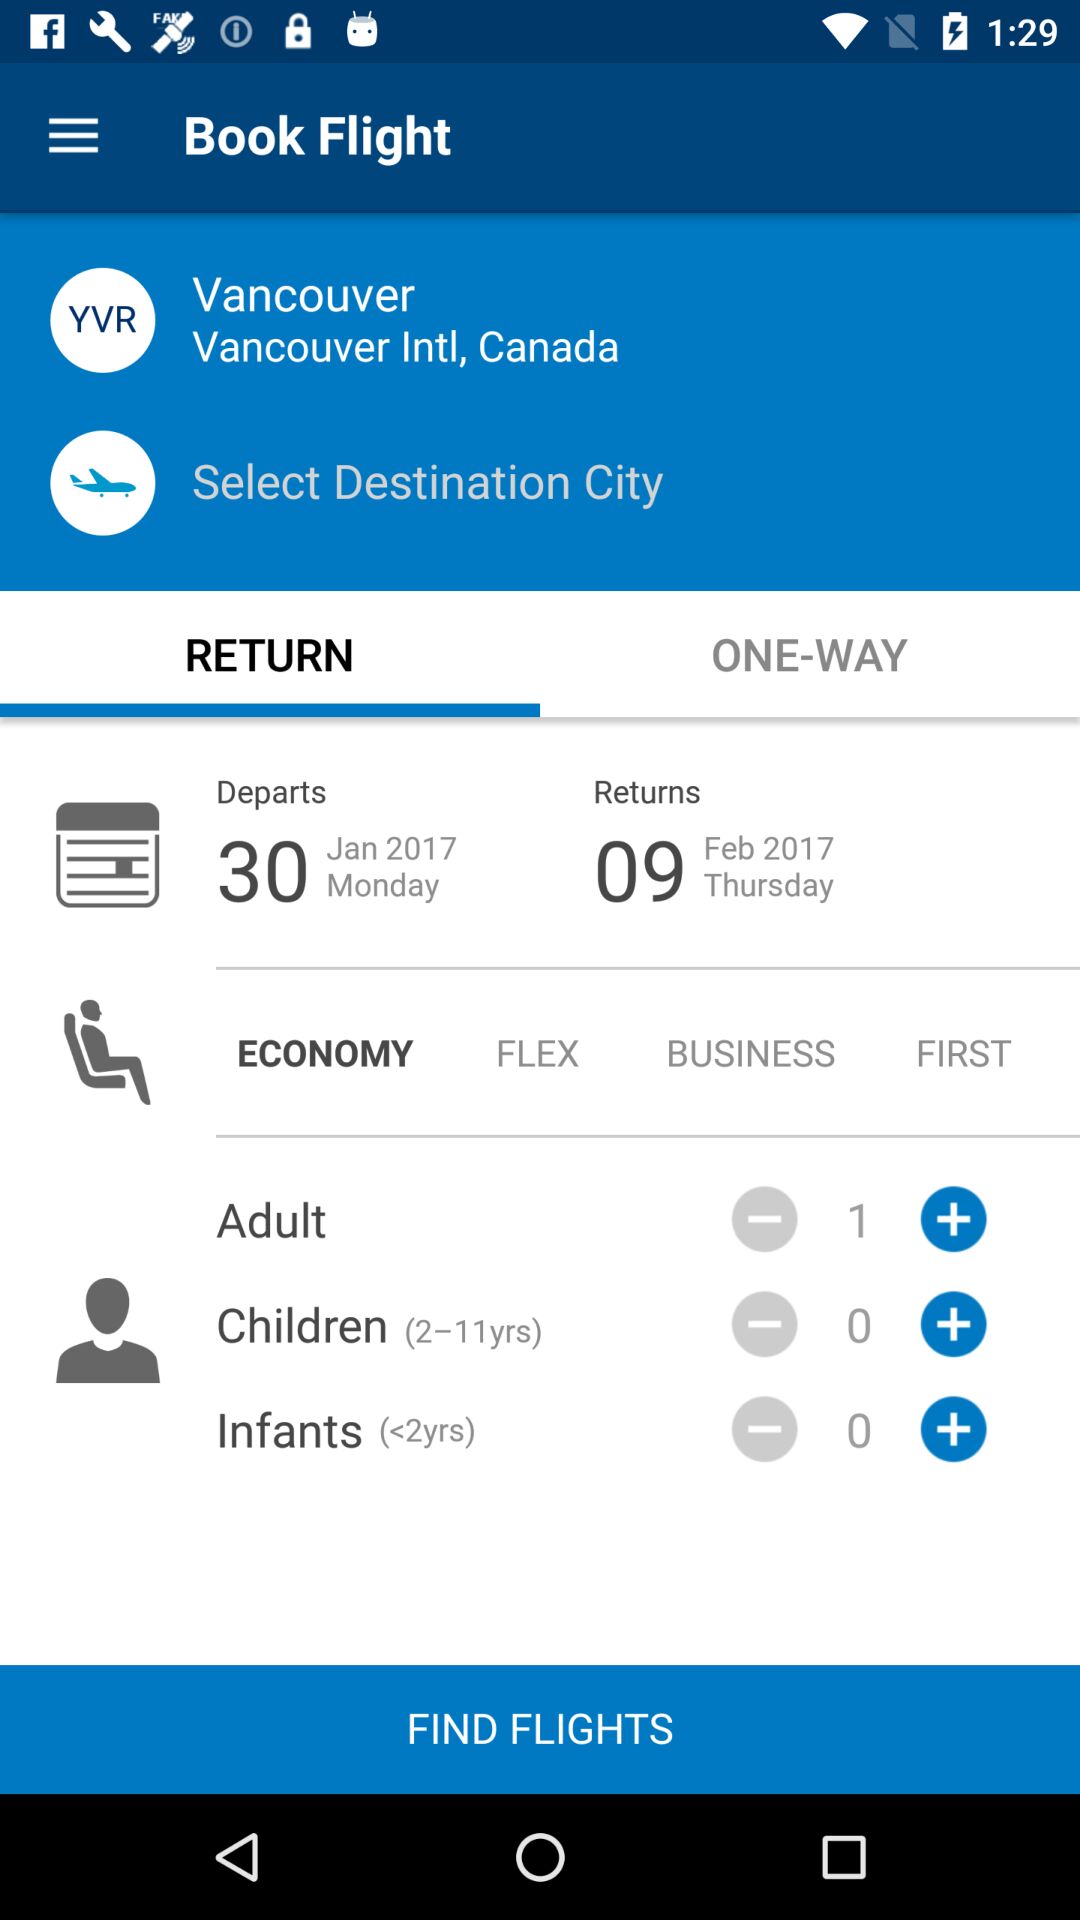 FAKE
1:29
Book Flight
YVR
Vancouver
Vancouver Intl, Canada
Select Destination City
RETURN
ONE-WAY
Departs
Returns
30
Jan 2017
Monday
09
Feb 2017
Thursday
ECONOMY
FLEX
BUSINESS
FIRST
Adult
1
Children (2–11yrs)
0
Infants (<2yrs)
0
FIND FLIGHTS